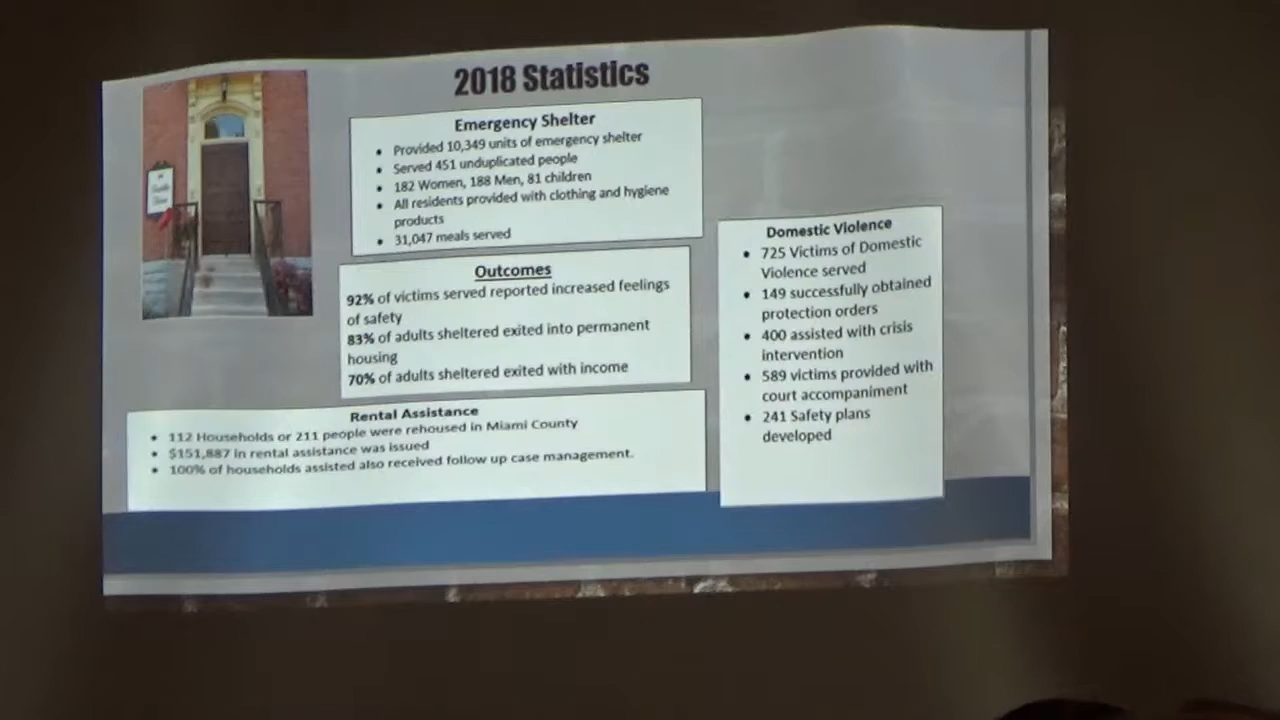 2018 Statistics
Emergency Shelter
• Provided 10,349 units of emergency shelter
• Served 451 unduplicated people
• 182 Women, 188 Men, 81 children
• All residents provided with clothing and hygiene
products
• 31,047 meals served
Outcomes
92% of victims served reported increased feelings
of safety
83% of adults sheltered exited into permanent
housing
70% of adults sheltered exited with income
Rental Assistance
• 112 Households or 211 people were rehoused in Miami County
• $151,887 in rental assistance was issued
• 100% of households assisted also received follow up case management.
Domestic Violence
• 725 Victims of Domestic
Violence served
• 149 successfully obtained
protection orders
• 400 assisted with crisis
intervention
• 589 victims provided with
court accompaniment
• 241 Safety plans
developed